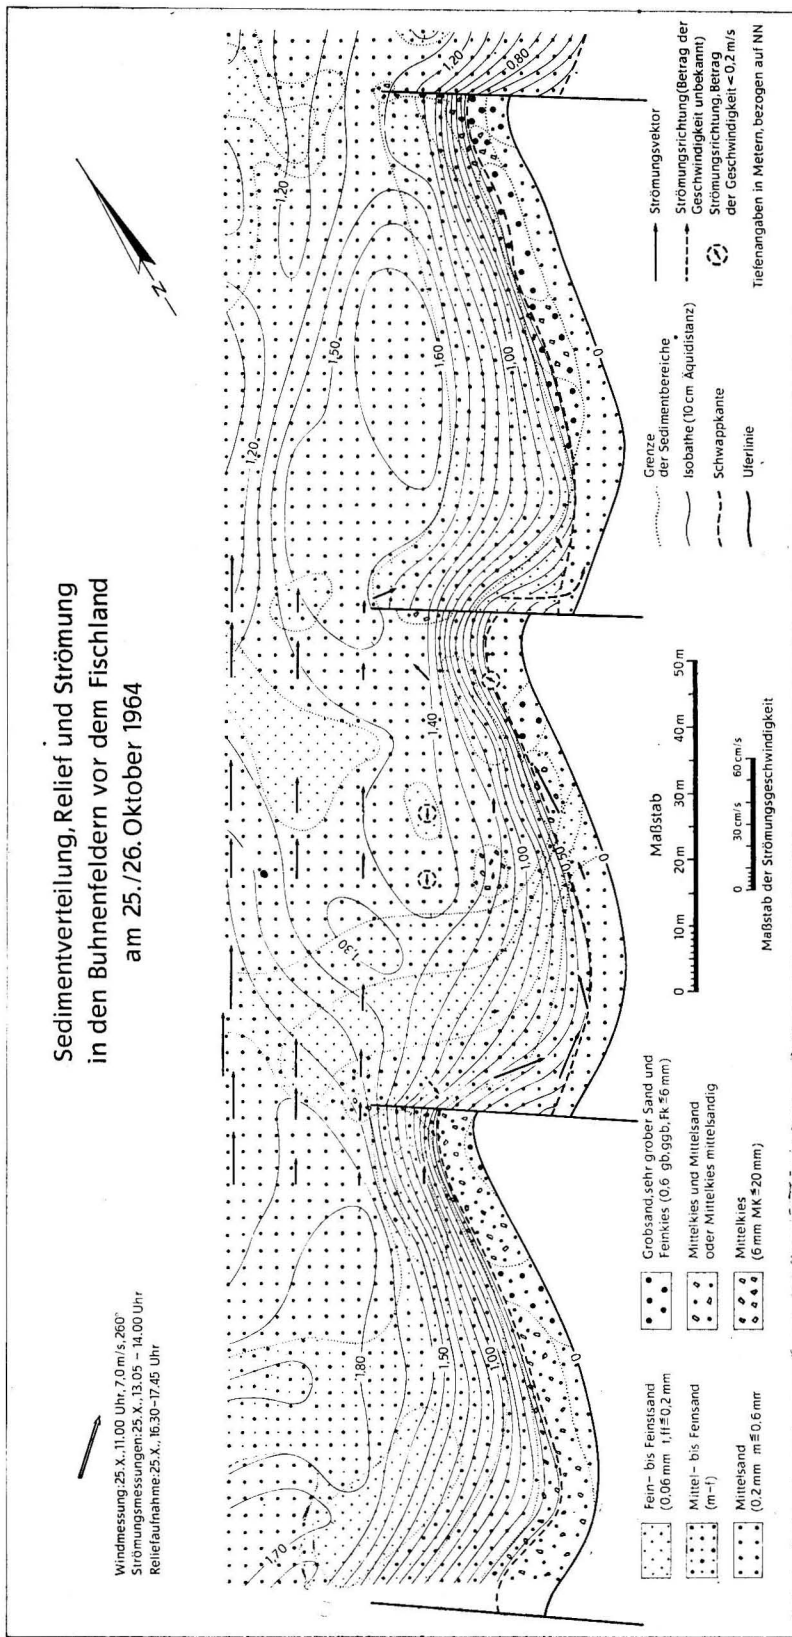 Sedimentverteilung, Relief und Strömung
in den Buhnenfeldern vor dem Fischland
am 25./26. Oktober 1964
Windmessung: 25.X., 11.00 Uhr, 7,0 m/s, 260°
Strömungsmessungen: 25.X., 13.05 – 14.00 Uhr
Reliefaufnahme: 25.X., 16.30–17.45 Uhr
N
1,70
1,80
1,50
1,00
0
1,30
1,40
1,00
0,50
0
1,20
1,50
1,60
1,00
0
1,20
1,20
0,80
Fein- bis Feinstsand
Mittel- bis Feinsand
(m-f)
Mittelsand
(0,2 mm m≦0,6 mm)
Grobsand, sehr grober Sand und
Feinkies (0,6 gb, ggb, Fk ≦6 mm)
Mittelkies und Mittelsand
oder Mittelkies mittelsandig
Mittelkies
(6 mm MK ≦ 20 mm)
Maßstab
0 10 m 20 m 30 m 40 m 50 m
0 30 cm/s 60 cm/s
Maßstab der Strömungsgeschwindigkeit
Grenze
der Sedimentbereiche
Isobathe (10 cm Äquidistanz)
Schwappkante
Uferlinie
Strömungsvektor
Strömungsrichtung (Betrag der
Geschwindigkeit unbekannt)
Strömungsrichtung, Betrag
der Geschwindigkeit < 0,2 m/s
Tiefenangaben in Metern, bezogen auf NN